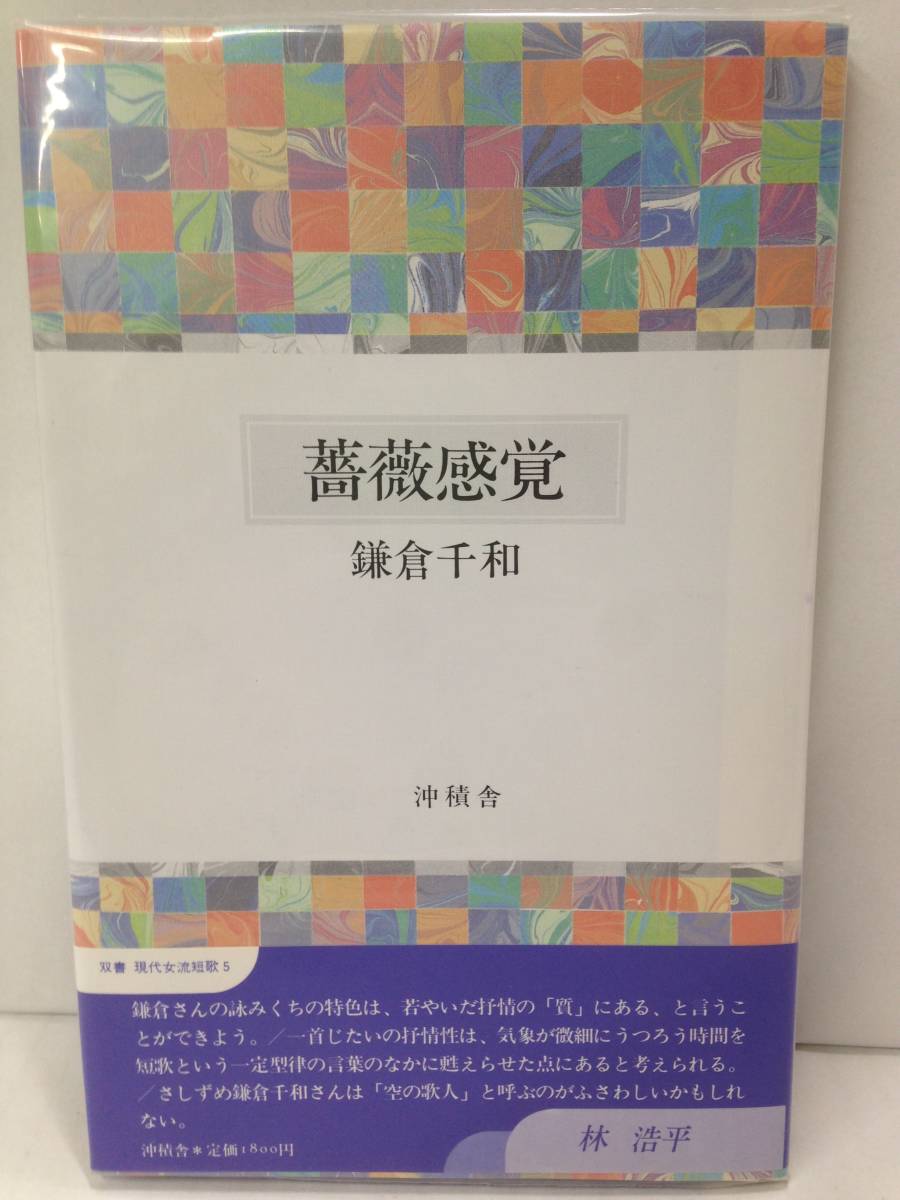 薔薇感覚
鎌倉千和
沖積舎
双書 現代女流短歌5
鎌倉さんの詠みくちの特色は、若やいだ抒情の「質」にある、と言うこ
とができよう。／一首じたいの抒情性は、気象が微細にうつろう時間を
短歌という一定型律の言葉のなかに甦えらせた点にあると考えられる。
／さしずめ鎌倉千和さんは「空の歌人」と呼ぶのがふさわしいかもしれ
ない。
林 浩平
沖積舎＊定価1800円